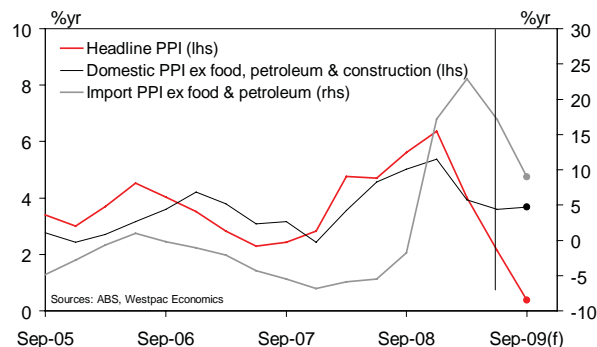 %yr %yr
10 30
Headline PPI (lhs)
Domestic PPI ex food, petroleum & construction (lhs)
Import PPI ex food & petroleum (rhs)
25
8
20
15
6
10
4
5
0
2
-5
Sources: ABS, Westpac Economics
0 -10
Sep-05 Sep-06 Sep-07 Sep-08 Sep-09(f)